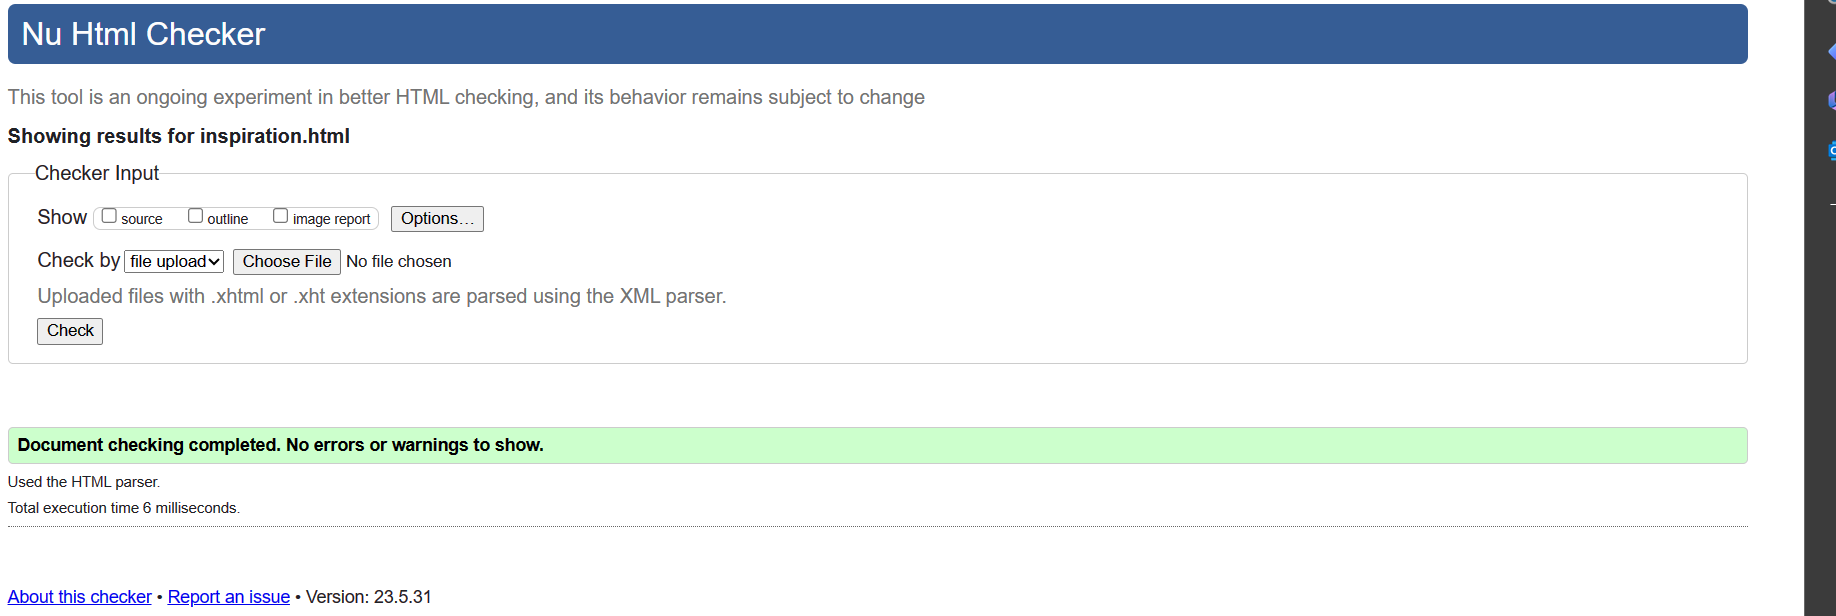 Nu Html Checker
This tool is an ongoing experiment in better HTML checking, and its behavior remains subject to change
Showing results for inspiration.html
Checker Input
Show source outline image report Options…
Check by file upload Choose File No file chosen
Uploaded files with .xhtml or .xht extensions are parsed using the XML parser.
Check
Document checking completed. No errors or warnings to show.
Used the HTML parser.
Total execution time 6 milliseconds.
About this checker • Report an issue • Version: 23.5.31